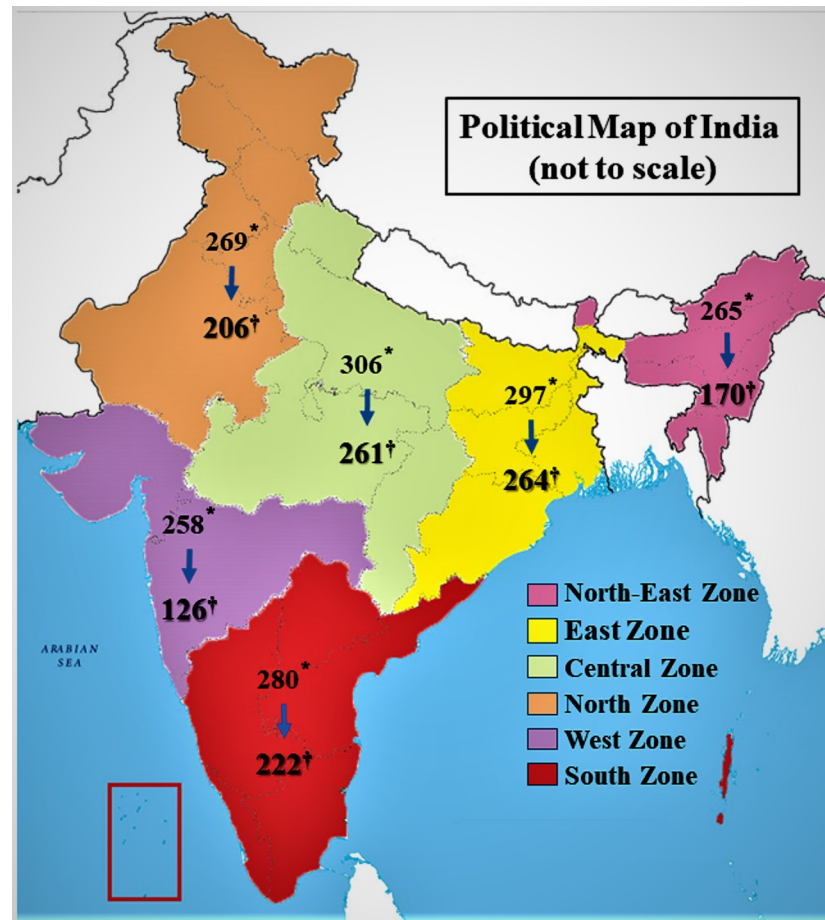 Political Map of India
(not to scale)
269*
206†
306*
261†
297*
264†
265*
170†
258*
126†
280*
222†
ARABIAN
SEA
North-East Zone
East Zone
Central Zone
North Zone
West Zone
South Zone